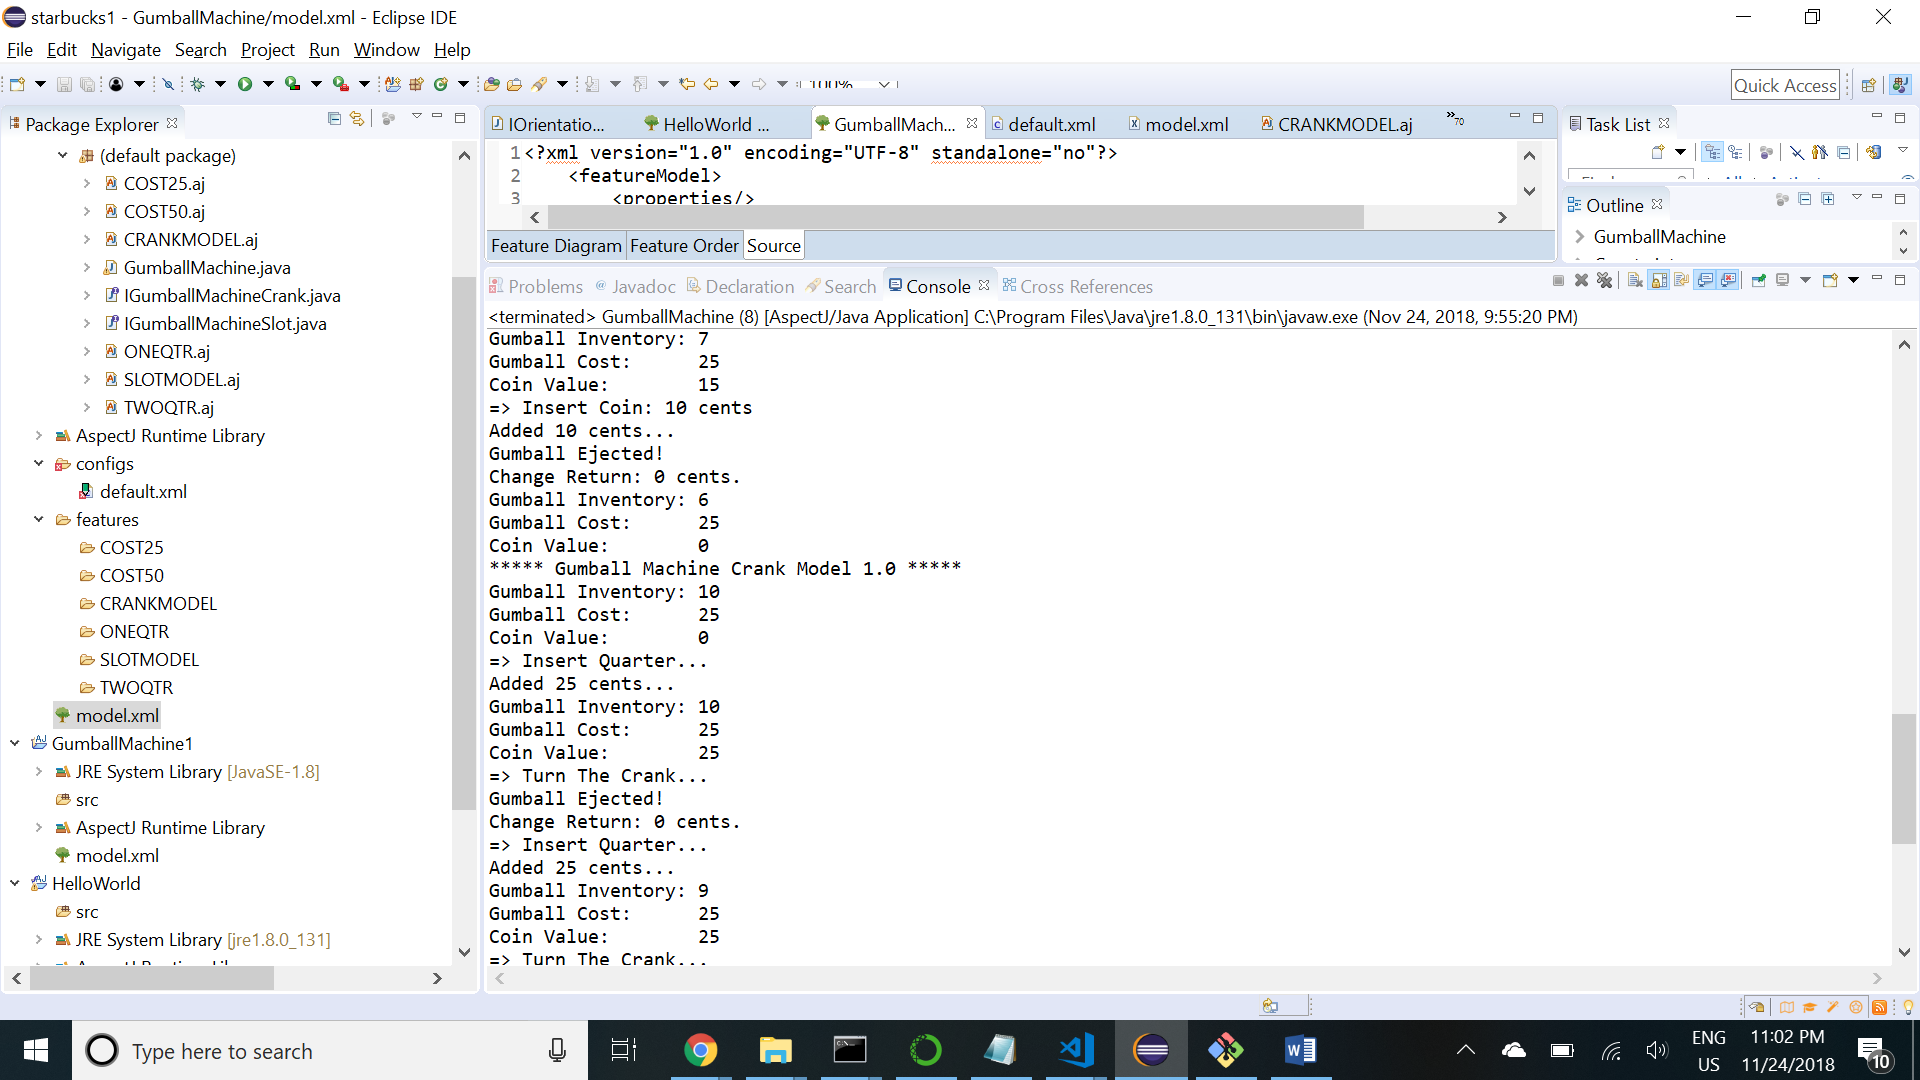 starbucks1 - GumballMachine/model.xml - Eclipse IDE
File Edit Navigate Search Project Run Window Help
100%
Quick Access
Package Explorer
(default package)
COST25.aj
COST50.aj
CRANKMODEL.aj
GumballMachine.java
IGumballMachineCrank.java
IGumballMachineSlot.java
ONEQTR.aj
SLOTMODEL.aj
TWOQTR.aj
AspectJ Runtime Library
configs
default.xml
features
COST25
COST50
CRANKMODEL
ONEQTR
SLOTMODEL
TWOQTR
model.xml
GumballMachine1
JRE System Library [JavaSE-1.8]
src
AspectJ Runtime Library
model.xml
HelloWorld
src
JRE System Library [jre1.8.0_131]
IOrientatio... HelloWorld ... GumballMach... default.xml model.xml CRANKMODEL.aj »70
1 <?xml version="1.0" encoding="UTF-8" standalone="no"?>
2 <featureModel>
3 <properties/>
Feature Diagram Feature Order Source
Task List
Outline
GumballMachine
Problems @ Javadoc Declaration Search Console Cross References
<terminated> GumballMachine (8) [AspectJ/Java Application] C:\Program Files\Java\jre1.8.0_131\bin\javaw.exe (Nov 24, 2018, 9:55:20 PM)
Gumball Inventory: 7
Gumball Cost: 25
Coin Value: 15
=> Insert Coin: 10 cents
Added 10 cents...
Gumball Ejected!
Change Return: 0 cents.
Gumball Inventory: 6
Gumball Cost: 25
Coin Value: 0
***** Gumball Machine Crank Model 1.0 *****
Gumball Inventory: 10
Gumball Cost: 25
Coin Value: 0
=> Insert Quarter...
Added 25 cents...
Gumball Inventory: 10
Gumball Cost: 25
Coin Value: 25
=> Turn The Crank...
Gumball Ejected!
Change Return: 0 cents.
=> Insert Quarter...
Added 25 cents...
Gumball Inventory: 9
Gumball Cost: 25
Coin Value: 25
=> Turn The Crank...
Type here to search
ENG
US
11:02 PM
11/24/2018
10